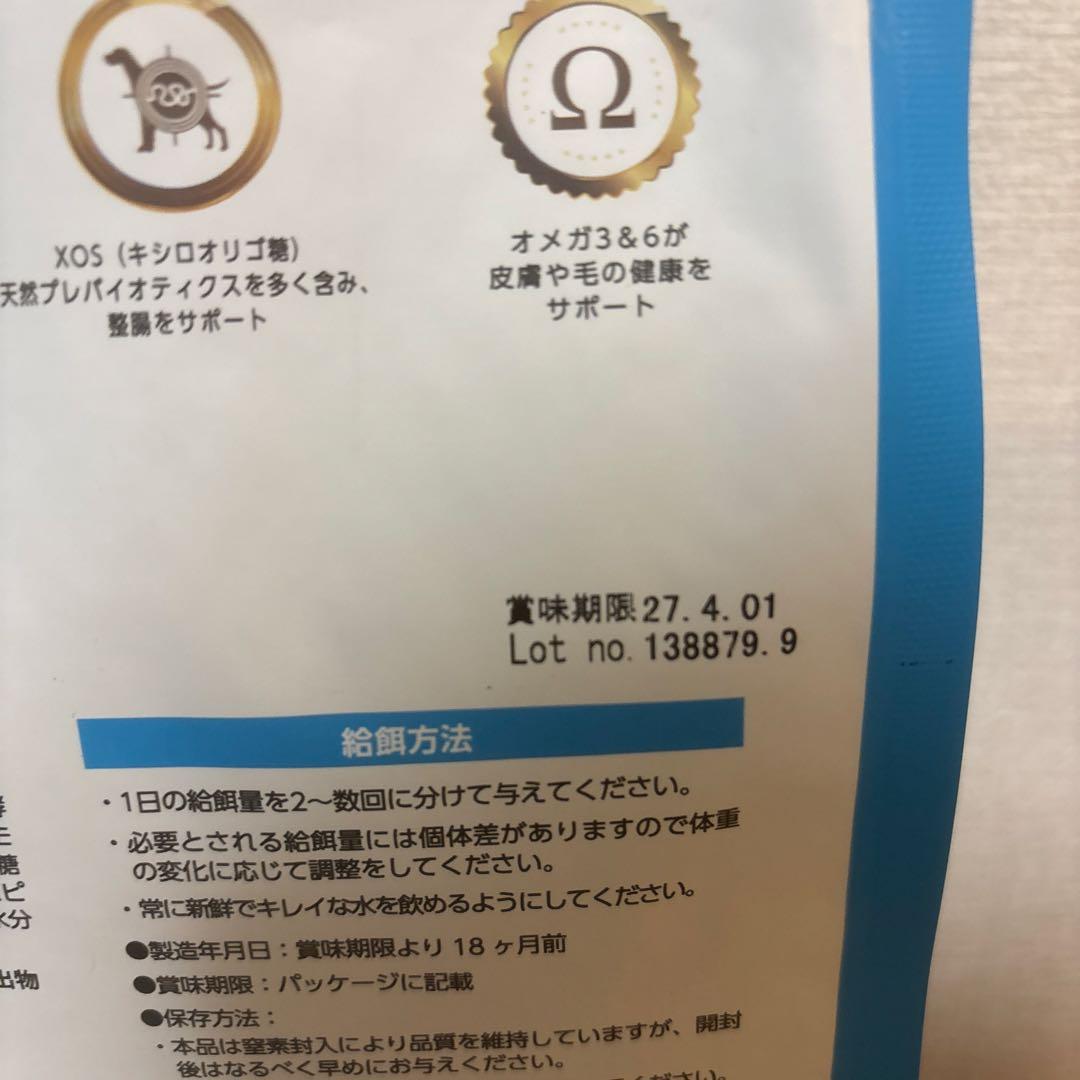 Ω
XOS（キシロオリゴ糖）
天然プレバイオティクスを多く含み、
整腸をサポート
オメガ3＆6が
皮膚や毛の健康を
サポート
賞味期限27.4.01
Lot no.138879.9
給餌方法
・1日の給餌量を2〜数回に分けて与えてください。
・必要とされる給餌量には個体差がありますので体重
の変化に応じて調整をしてください。
・常に新鮮でキレイな水を飲めるようにしてください。
●製造年月日：賞味期限より18ヶ月前
●賞味期限：パッケージに記載
●保存方法：
・本品は窒素封入により品質を維持していますが、開封
後はなるべく早めにお与えください。
糖
ピ
水分
出物